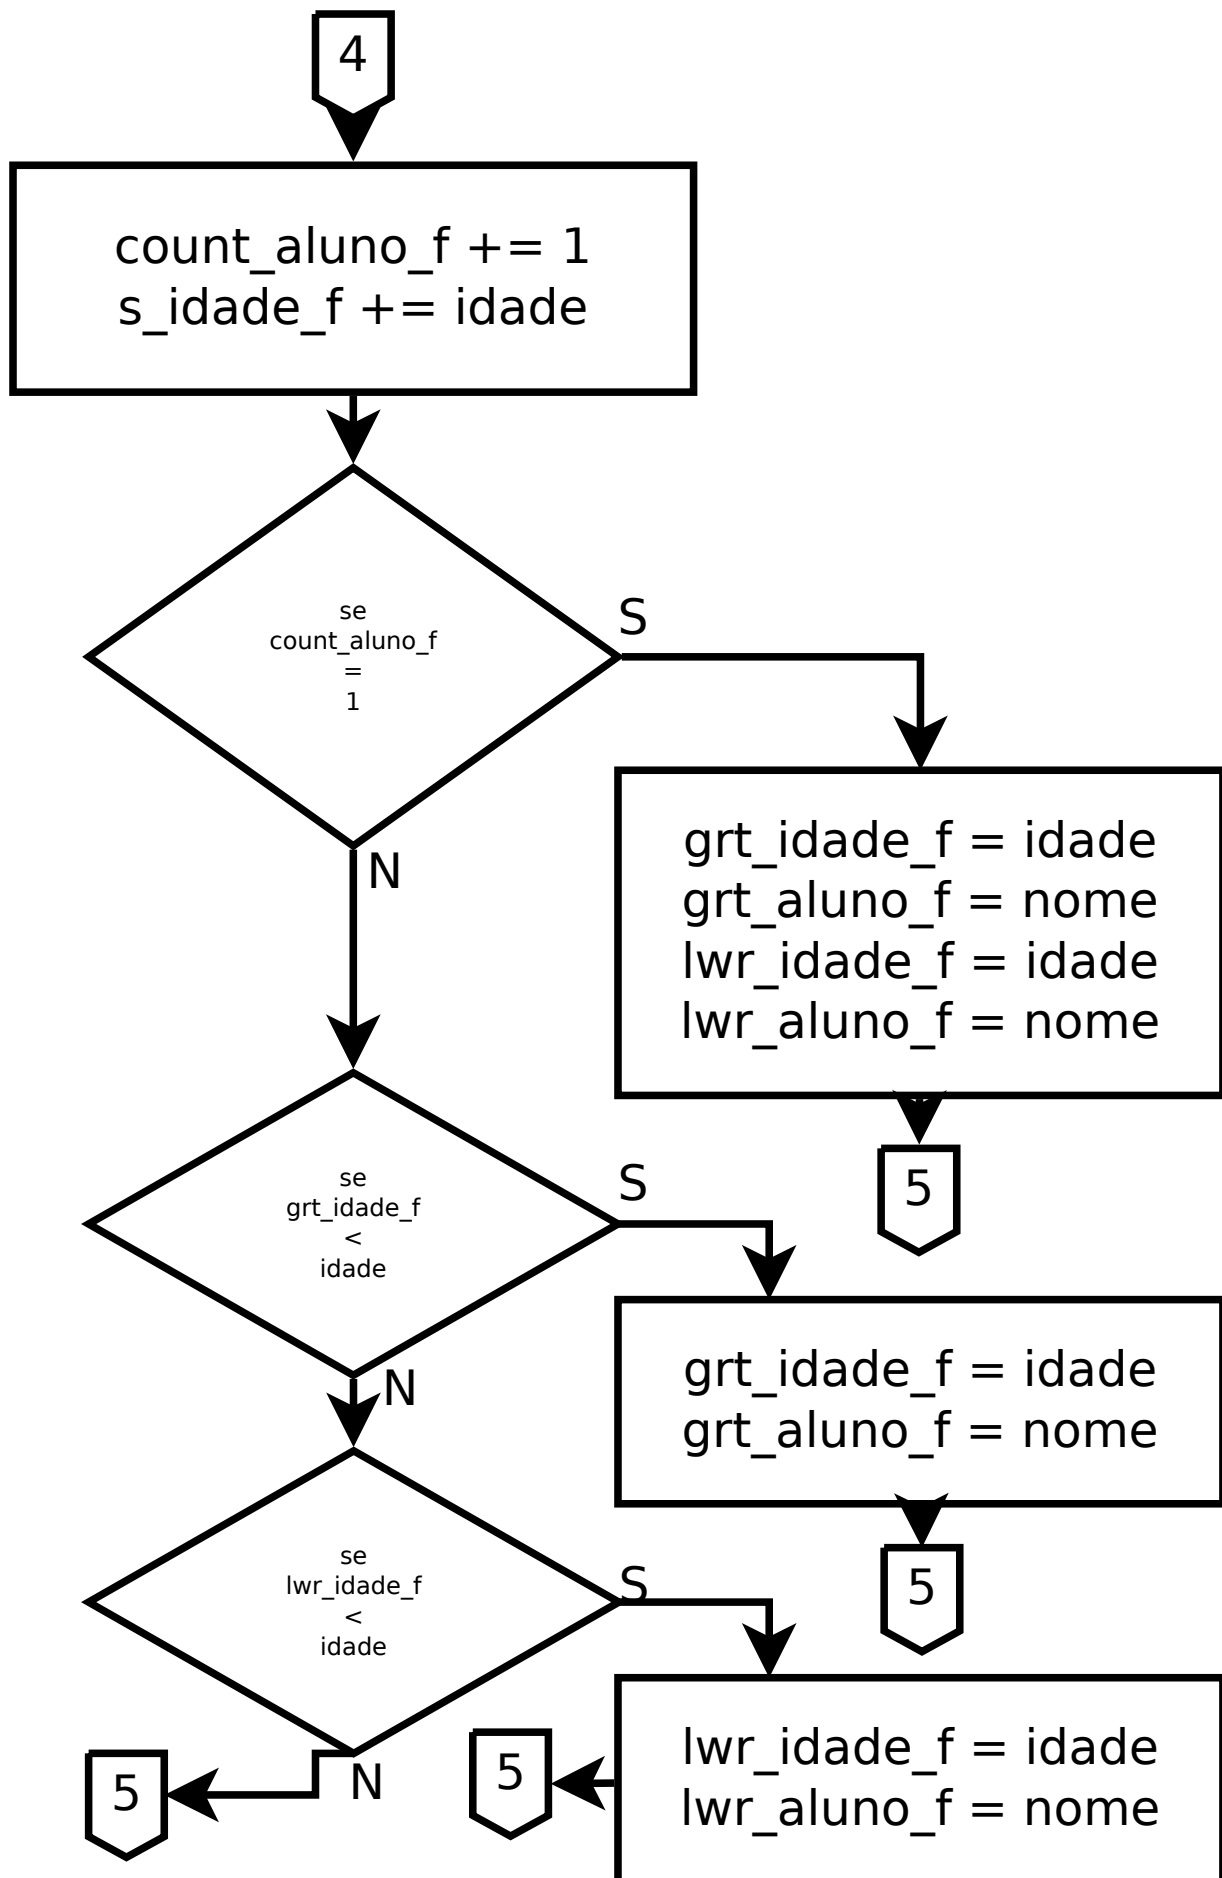 4
count_aluno_f += 1
s_idade_f += idade
se
count_aluno_f
=
1
S
N
grt_idade_f = idade
grt_aluno_f = nome
lwr_idade_f = idade
lwr_aluno_f = nome
5
se
grt_idade_f
<
idade
S
N
grt_idade_f = idade
grt_aluno_f = nome
5
se
lwr_idade_f
<
idade
S
N
lwr_idade_f = idade
lwr_aluno_f = nome
5
5